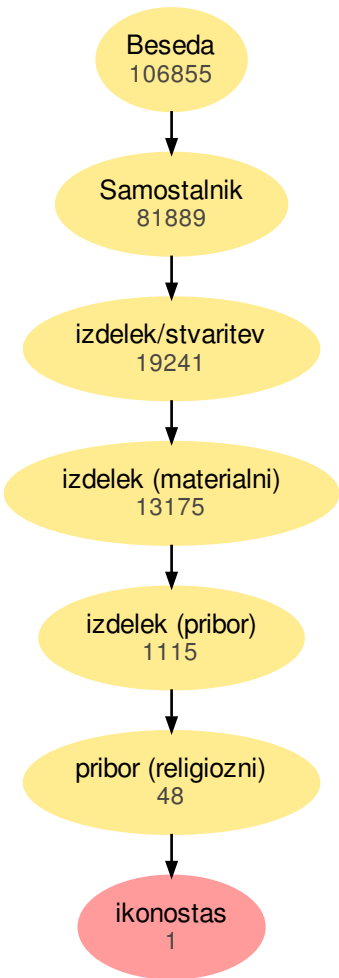 Beseda
106855
Samostalnik
81889
izdelek/stvaritev
19241
izdelek (materialni)
13175
izdelek (pribor)
1115
pribor (religiozni)
48
ikonostas
1